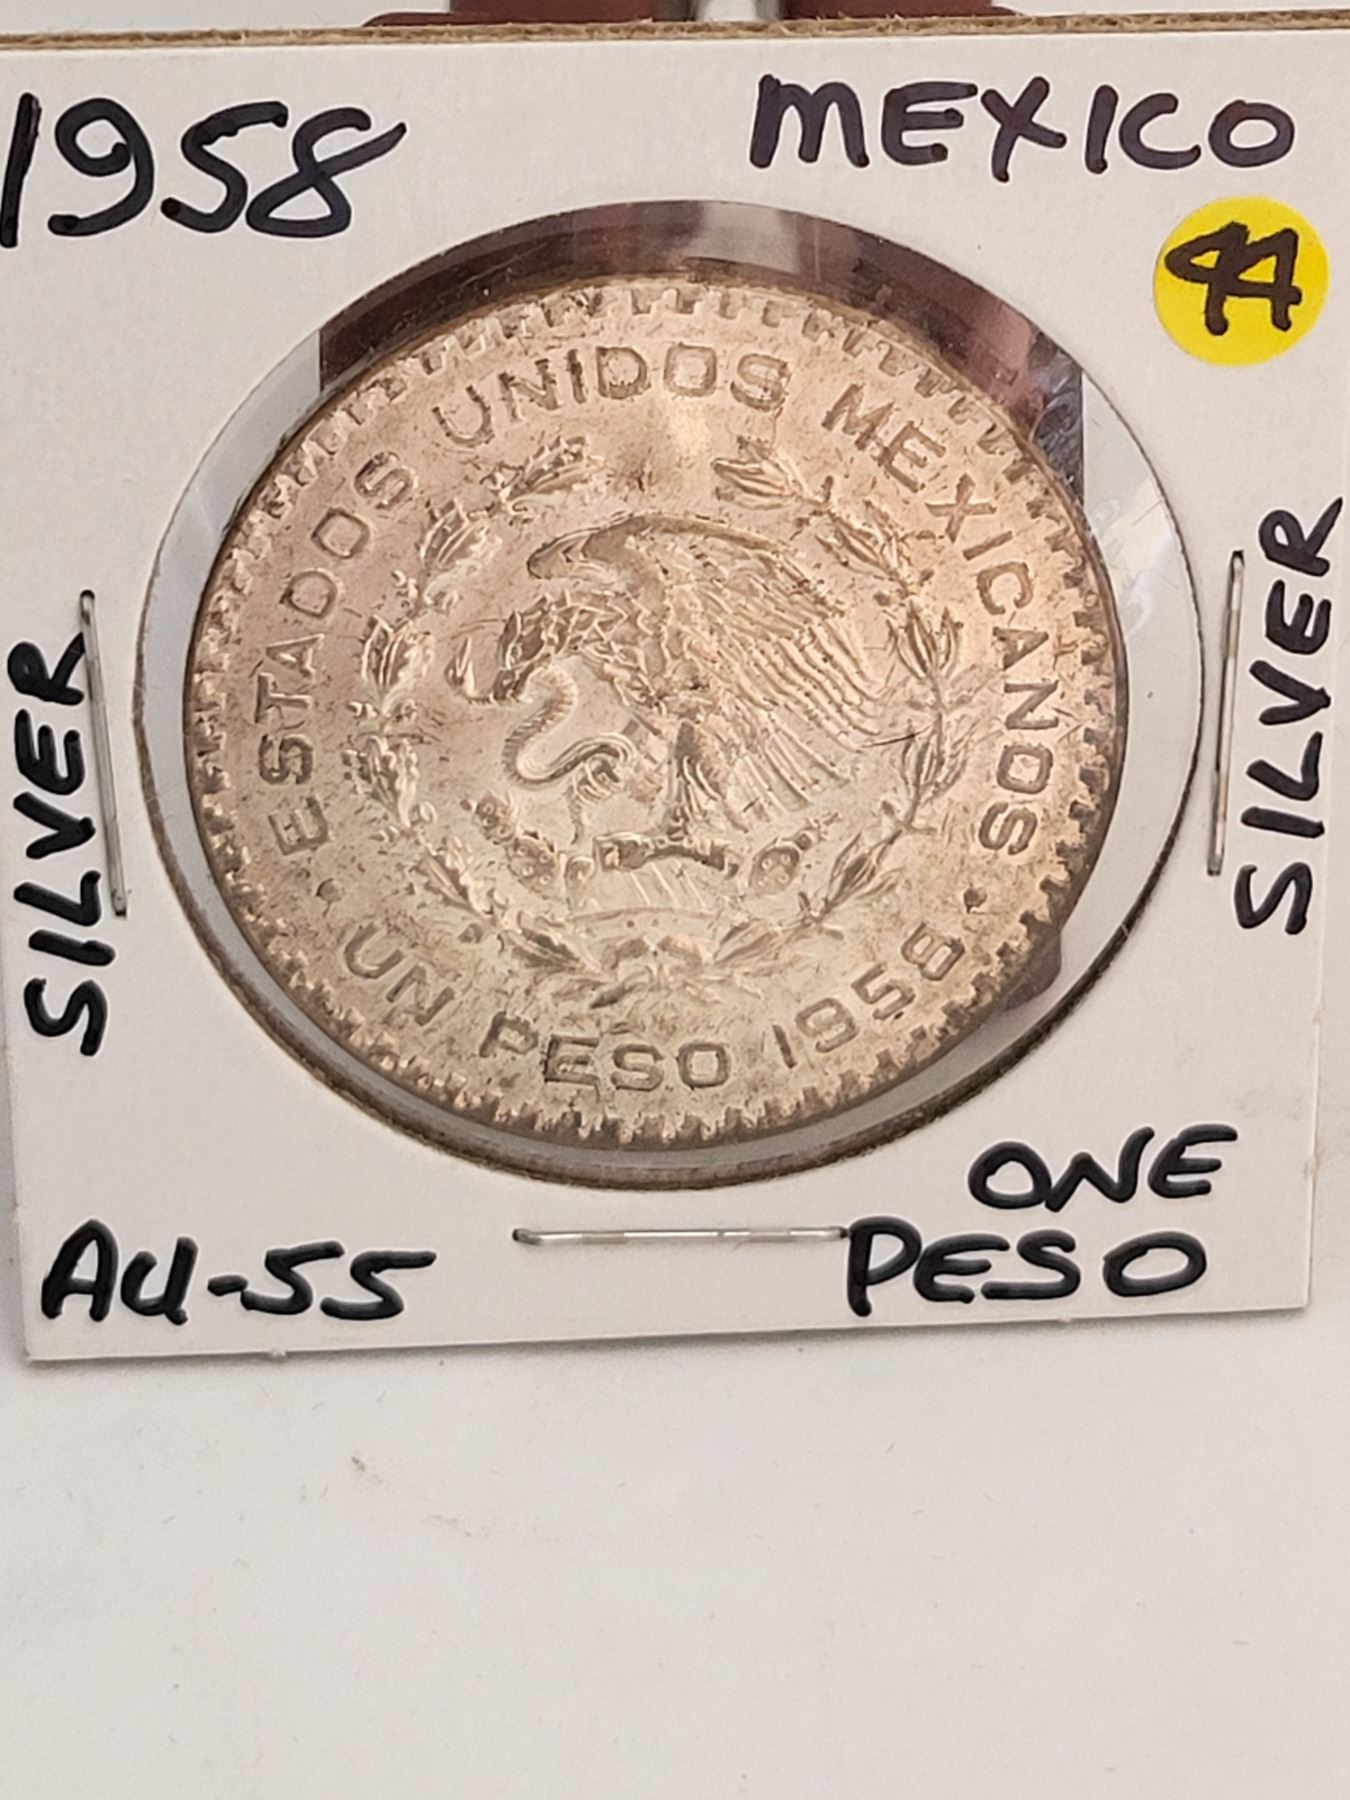 1958
MEXICO
44
SILVER
SILVER
ESTADOS UNIDOS MEXICANOS
· UN PESO 1958 ·
AU-55
ONE
PESO